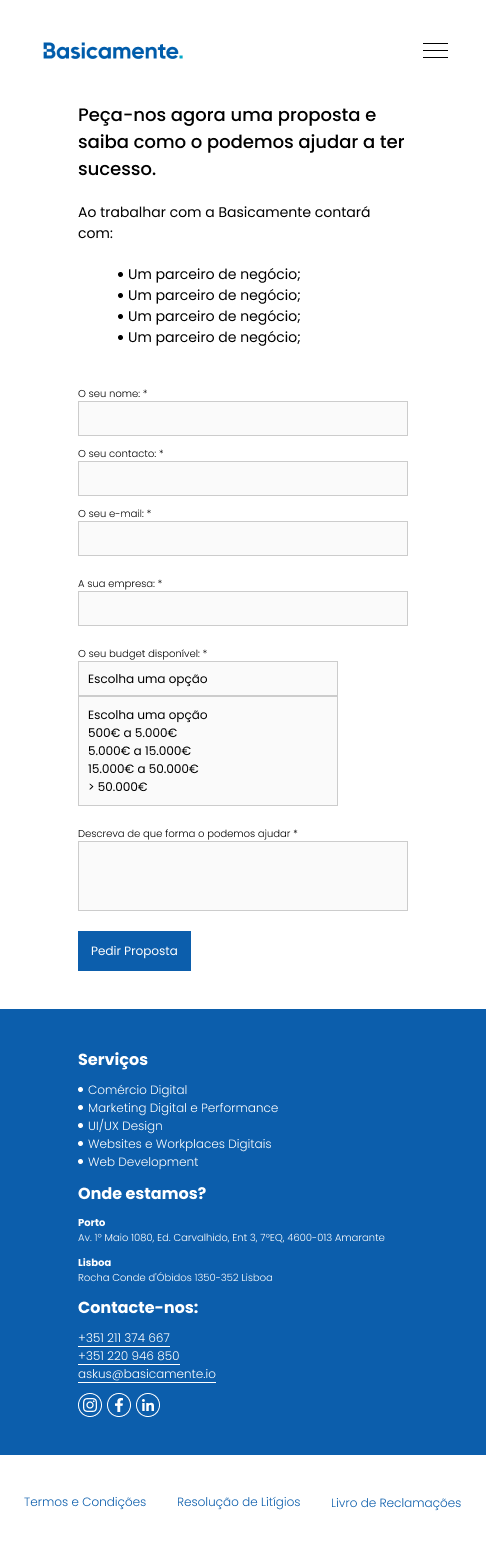 Basicamente.
Peça-nos agora uma proposta e
saiba como o podemos ajudar a ter
sucesso.
Ao trabalhar com a Basicamente contará
com:
• Um parceiro de negócio;
• Um parceiro de negócio;
• Um parceiro de negócio;
• Um parceiro de negócio;
O seu nome: *
O seu contacto: *
O seu e-mail: *
A sua empresa: *
O seu budget disponível: *
Escolha uma opção
Escolha uma opção
500€ a 5.000€
5.000€ a 15.000€
15.000€ a 50.000€
> 50.000€
Descreva de que forma o podemos ajudar *
Pedir Proposta
Serviços
• Comércio Digital
• Marketing Digital e Performance
• UI/UX Design
• Websites e Workplaces Digitais
• Web Development
Onde estamos?
Porto
Av. 1º Maio 1080, Ed. Carvalhido, Ent 3, 7ºEQ, 4600-013 Amarante
Lisboa
Rocha Conde d'Óbidos 1350-352 Lisboa
Contacte-nos:
+351 211 374 667
+351 220 946 850
askus@basicamente.io
Termos e Condições
Resolução de Litígios
Livro de Reclamações